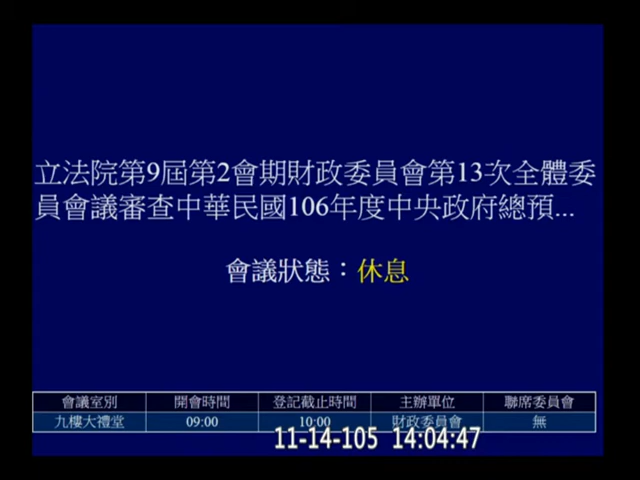 立法院第9屆第2會期財政委員會第13次全體委
員會議審查中華民國106年度中央政府總預...
會議狀態：休息
會議室別 開會時間 登記截止時間 主辦單位 聯席委員會
九樓大禮堂 09:00 10:00 財政委員會 無
11-14-105 14:04:47